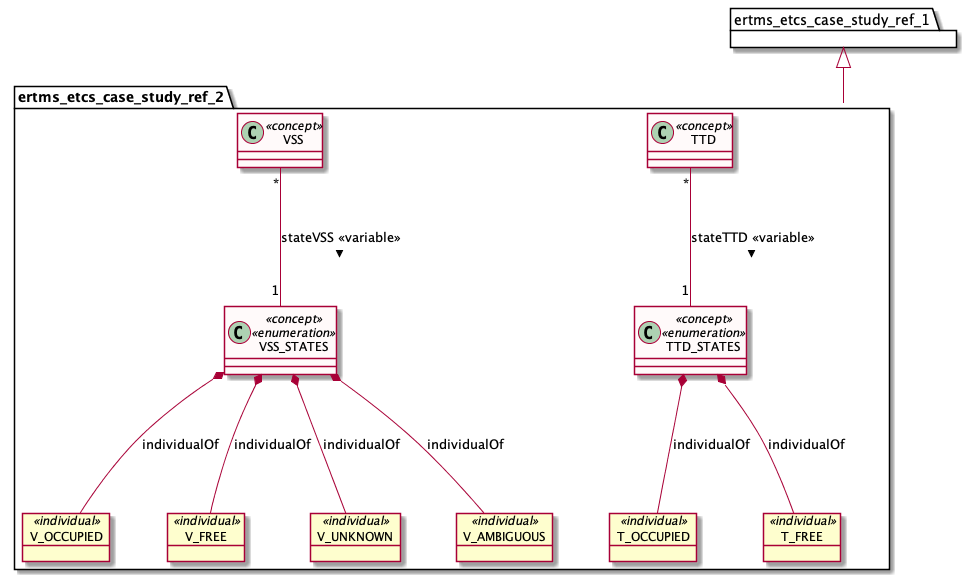 ertms_etcs_case_study_ref_1
ertms_etcs_case_study_ref_2
C «concept» VSS
C «concept» TTD
*
*
stateVSS «variable» ▼
stateTTD «variable» ▼
1
1
C «concept»
«enumeration»
VSS_STATES
C «concept»
«enumeration»
TTD_STATES
individualOf
individualOf
individualOf
individualOf
individualOf
individualOf
«individual»
V_OCCUPIED
«individual»
V_FREE
«individual»
V_UNKNOWN
«individual»
V_AMBIGUOUS
«individual»
T_OCCUPIED
«individual»
T_FREE